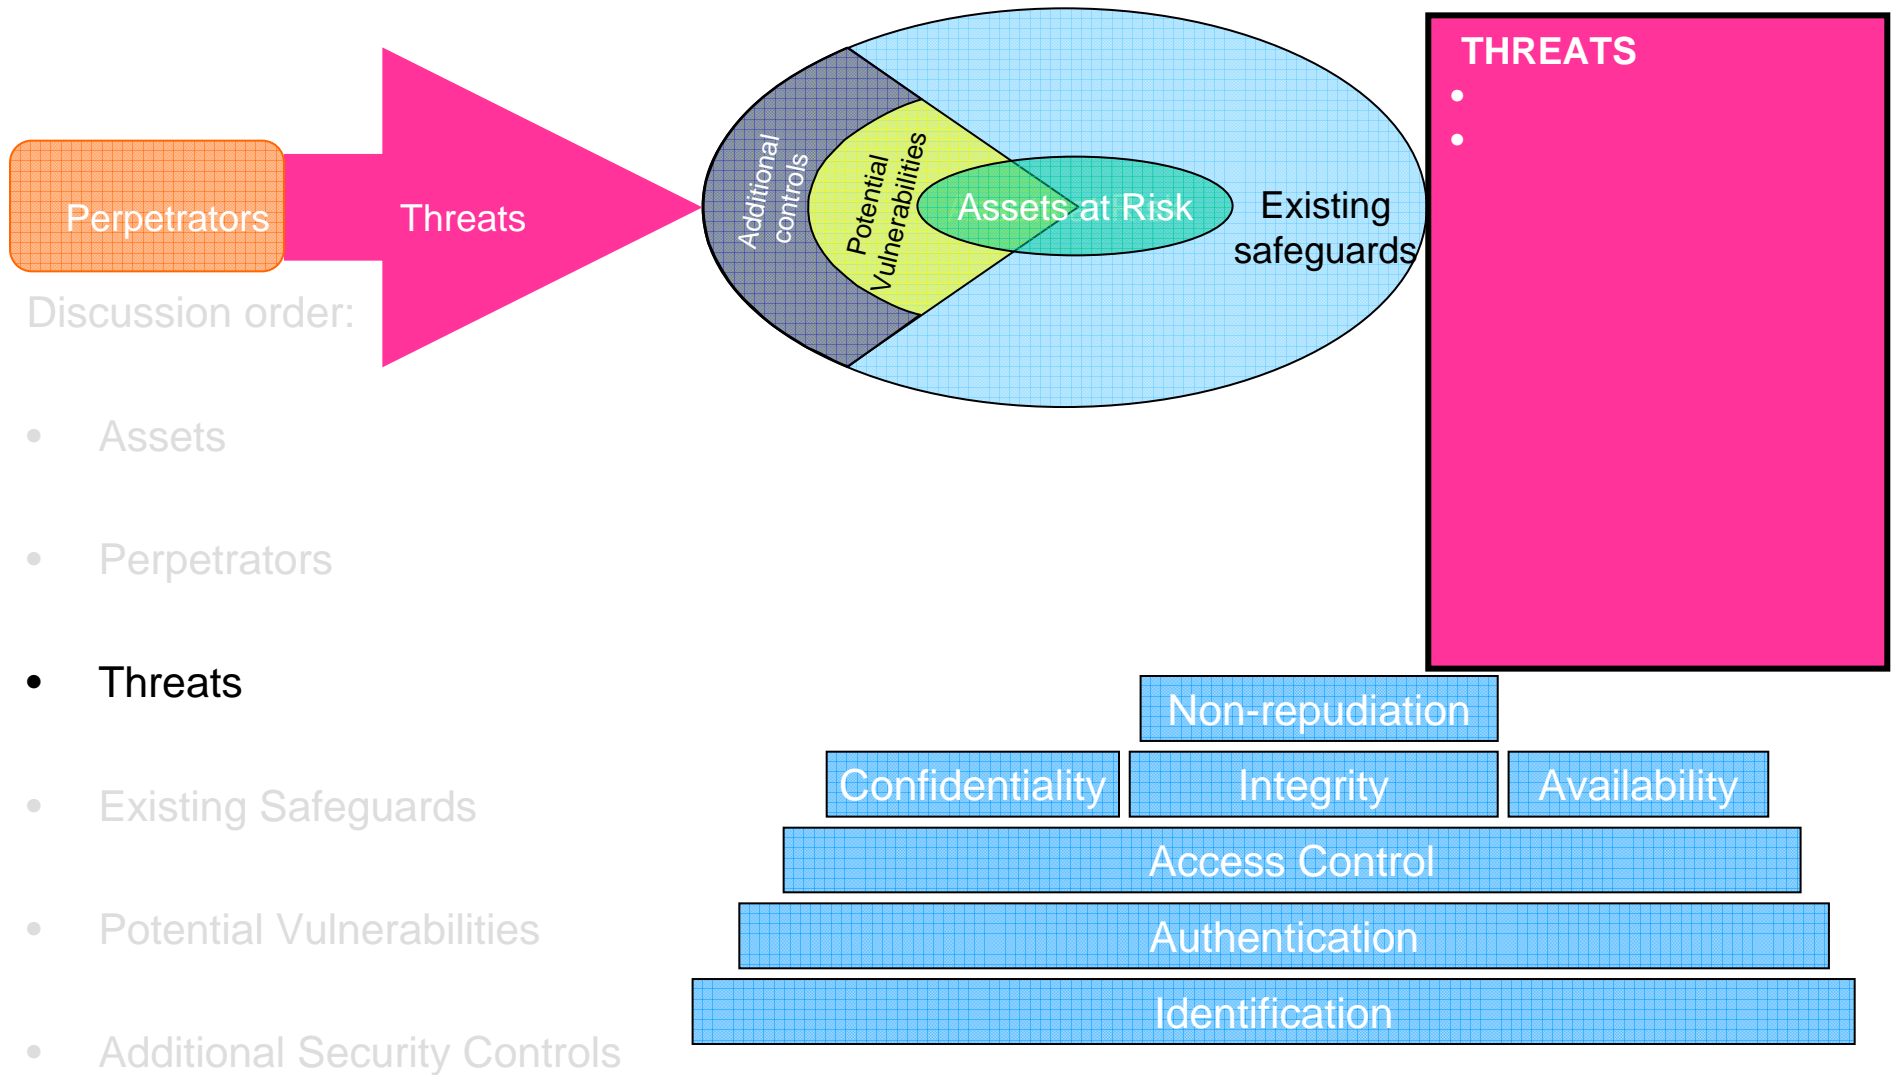 THREATS
•
•
Perpetrators
Threats
Additional
controls
Potential
Vulnerabilities
Assets at Risk
Existing
safeguards
Discussion order:
• Assets
• Perpetrators
• Threats
• Existing Safeguards
• Potential Vulnerabilities
• Additional Security Controls
Non-repudiation
Confidentiality
Integrity
Availability
Access Control
Authentication
Identification